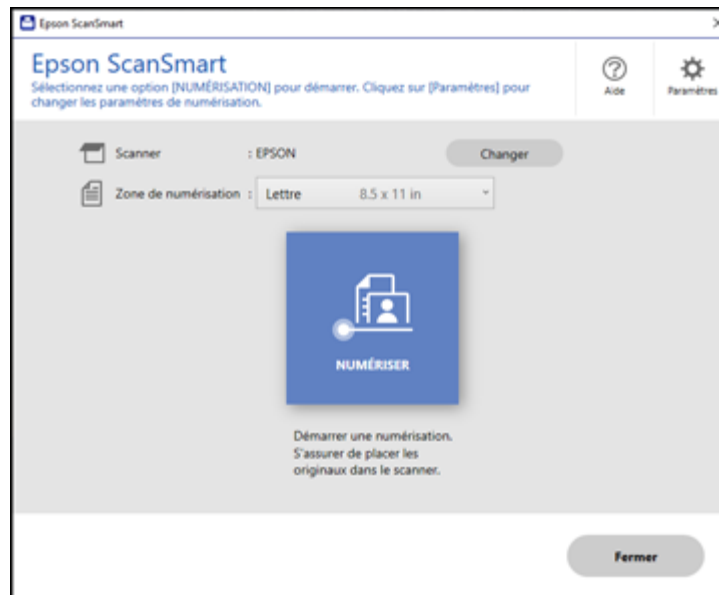 Epson ScanSmart
Epson ScanSmart
Sélectionnez une option [NUMÉRISATION] pour démarrer. Cliquez sur [Paramètres] pour
changer les paramètres de numérisation.
Aide
Paramètres
Scanner : EPSON
Changer
Zone de numérisation : Lettre 8.5 x 11 in
NUMÉRISER
Démarrer une numérisation.
S'assurer de placer les
originaux dans le scanner.
Fermer